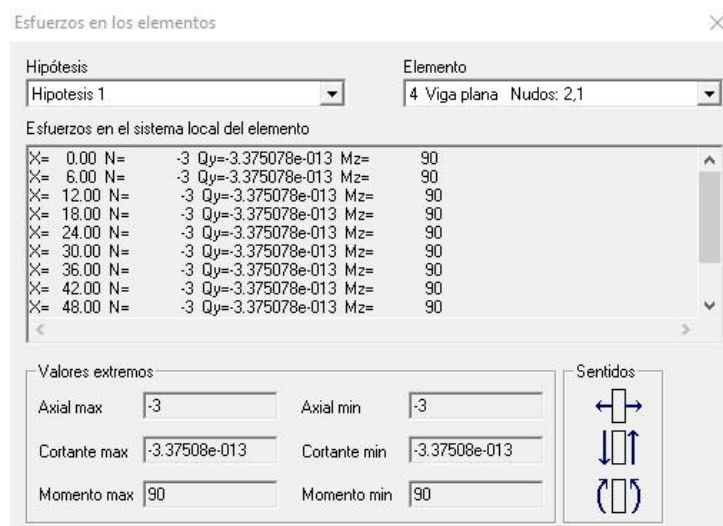 Esfuerzos en los elementos
Hipótesis Elemento
Hipotesis 1 4 Viga plana Nudos: 2,1
Esfuerzos en el sistema local del elemento
X= 0.00 N= -3 Qy=-3.375078e-013 Mz= 90
X= 6.00 N= -3 Qy=-3.375078e-013 Mz= 90
X= 12.00 N= -3 Qy=-3.375078e-013 Mz= 90
X= 18.00 N= -3 Qy=-3.375078e-013 Mz= 90
X= 24.00 N= -3 Qy=-3.375078e-013 Mz= 90
X= 30.00 N= -3 Qy=-3.375078e-013 Mz= 90
X= 36.00 N= -3 Qy=-3.375078e-013 Mz= 90
X= 42.00 N= -3 Qy=-3.375078e-013 Mz= 90
X= 48.00 N= -3 Qy=-3.375078e-013 Mz= 90
Valores extremos Sentidos
Axial max -3 Axial min -3
Cortante max -3.37508e-013 Cortante min -3.37508e-013
Momento max 90 Momento min 90